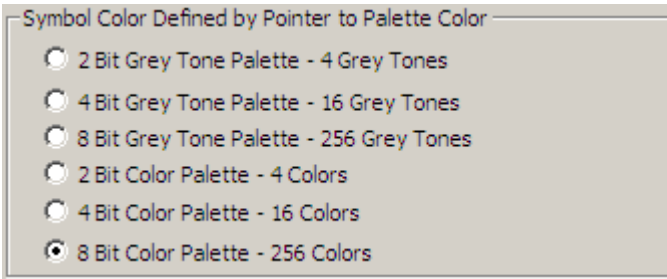 Symbol Color Defined by Pointer to Palette Color
2 Bit Grey Tone Palette - 4 Grey Tones
4 Bit Grey Tone Palette - 16 Grey Tones
8 Bit Grey Tone Palette - 256 Grey Tones
2 Bit Color Palette - 4 Colors
4 Bit Color Palette - 16 Colors
8 Bit Color Palette - 256 Colors